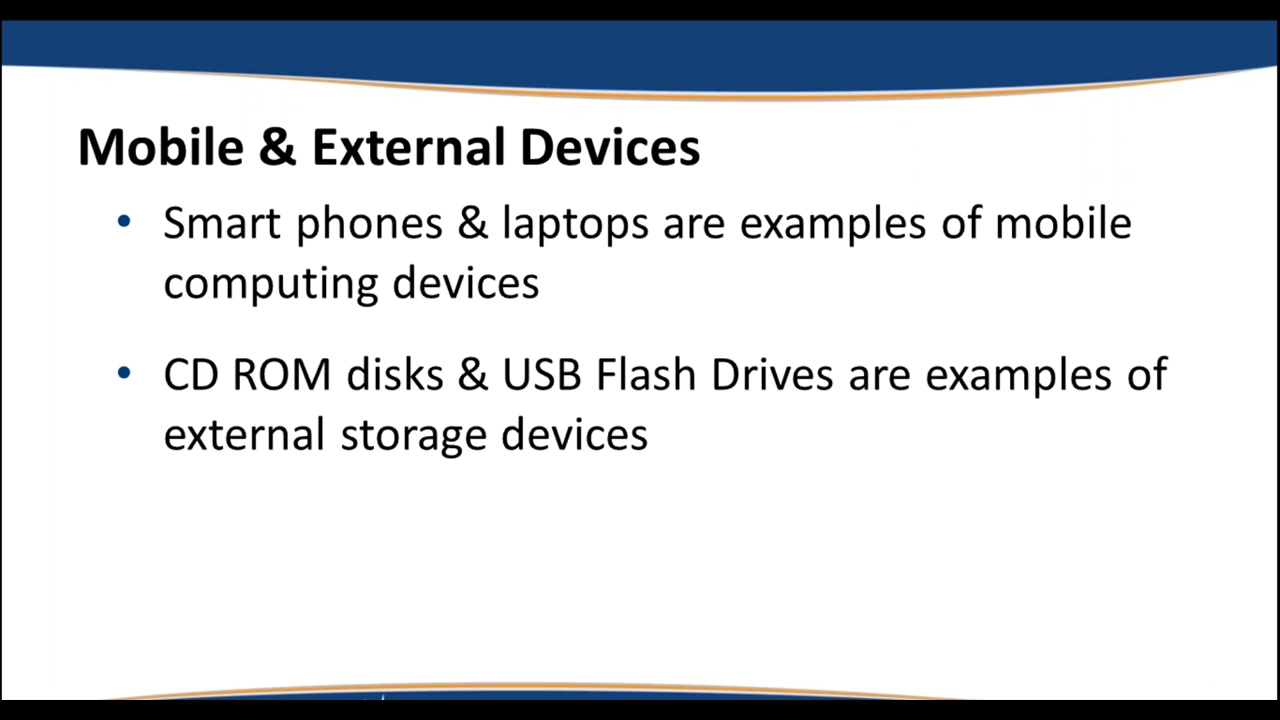 Mobile & External Devices
• Smart phones & laptops are examples of mobile
computing devices
• CD ROM disks & USB Flash Drives are examples of
external storage devices